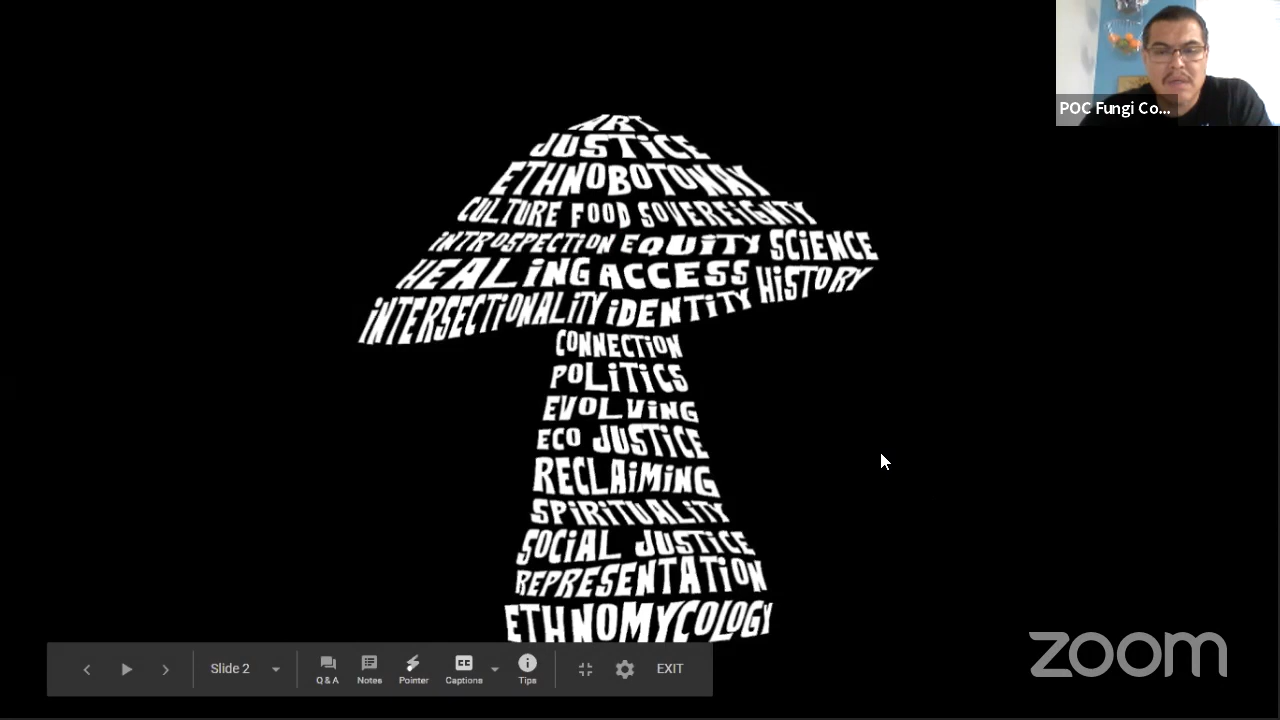 POC Fungi Co...
ART
JUSTiCE
ETHNOBOTONAY
CULTURE FOOD SOVEREiGNTY
iNTROSPECTiON EQUiTY SCiENCE
HEALiNG ACCESS HiSTORY
iNTERSECTiONALiTY iDENTiTY
CONNECTiON
POLiTiCS
EVOLViNG
ECO JUSTiCE
RECLAiMiNG
SPiRiTUALiTY
SOCiAL JUSTiCE
REPRESENTATiON
ETHNOMYCOLOGY
Slide 2
Q & A
Notes
Pointer
CC
Captions
Tips
EXIT
zoom